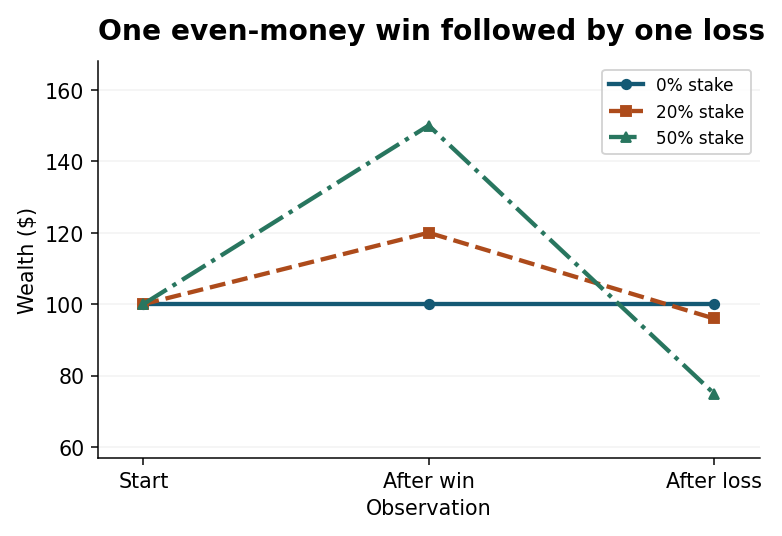 One even-money win followed by one loss
0% stake
20% stake
50% stake
Wealth ($)
160
140
120
100
80
60
Start
After win
After loss
Observation